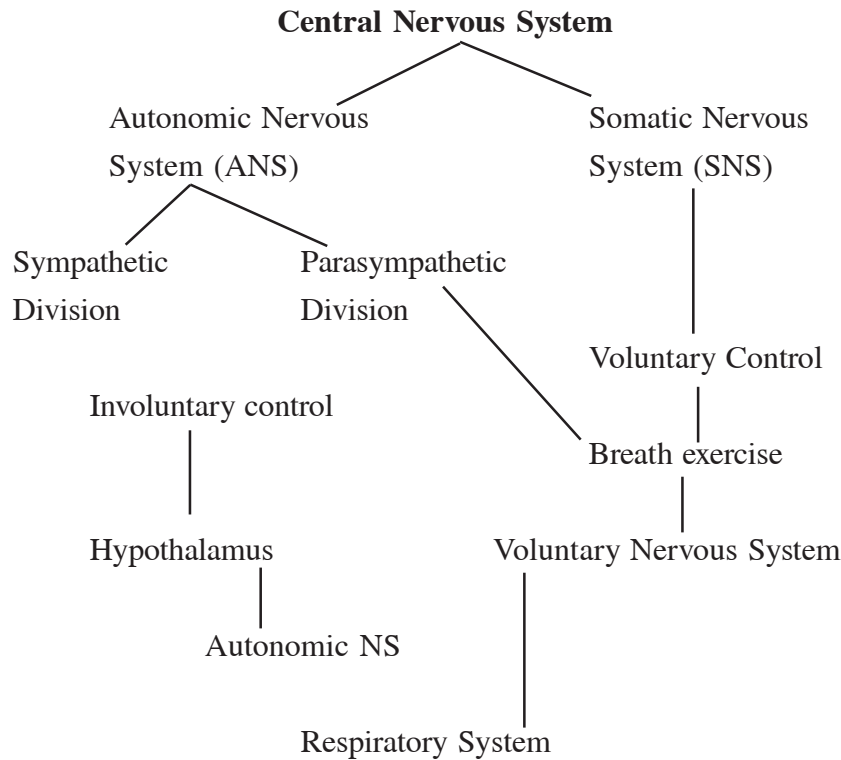 Central Nervous System
Autonomic Nervous
System (ANS)
Somatic Nervous
System (SNS)
Sympathetic
Division
Parasympathetic
Division
Voluntary Control
Involuntary control
Breath exercise
Hypothalamus
Voluntary Nervous System
Autonomic NS
Respiratory System